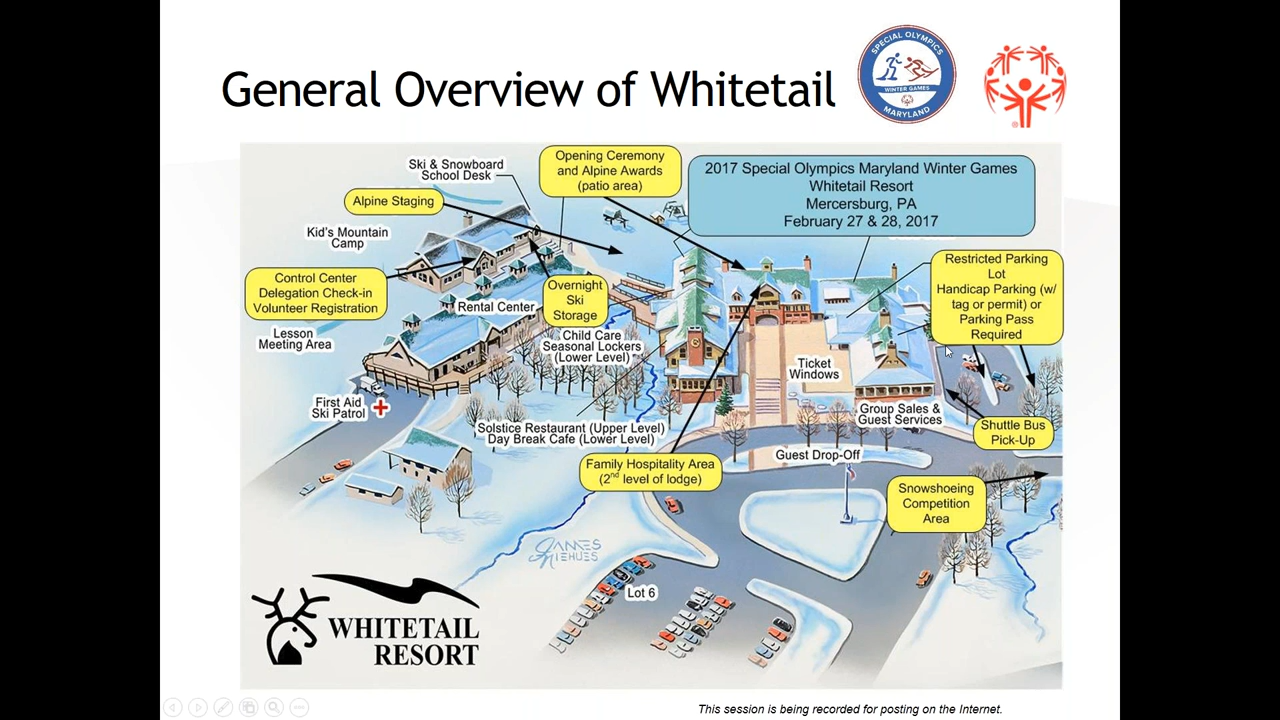 General Overview of Whitetail
SPECIAL OLYMPICS
WINTER GAMES
MARYLAND
Ski & Snowboard
School Desk
Opening Ceremony
and Alpine Awards
(patio area)
2017 Special Olympics Maryland Winter Games
Whitetail Resort
Mercersburg, PA
February 27 & 28, 2017
Alpine Staging
Kid's Mountain
Camp
Restricted Parking
Lot
Handicap Parking (w/
tag or permit) or
Parking Pass
Required
Control Center
Delegation Check-in
Volunteer Registration
Overnight
Ski
Storage
Rental Center
Lesson
Meeting Area
Child Care
Seasonal Lockers
(Lower Level)
Ticket
Windows
First Aid
Ski Patrol
Group Sales &
Guest Services
Solstice Restaurant (Upper Level)
Day Break Cafe (Lower Level)
Shuttle Bus
Pick-Up
Guest Drop-Off
Family Hospitality Area
(2nd level of lodge)
Snowshoeing
Competition
Area
JAMES
NIEHUES
Lot 6
WHITETAIL
RESORT
This session is being recorded for posting on the Internet.